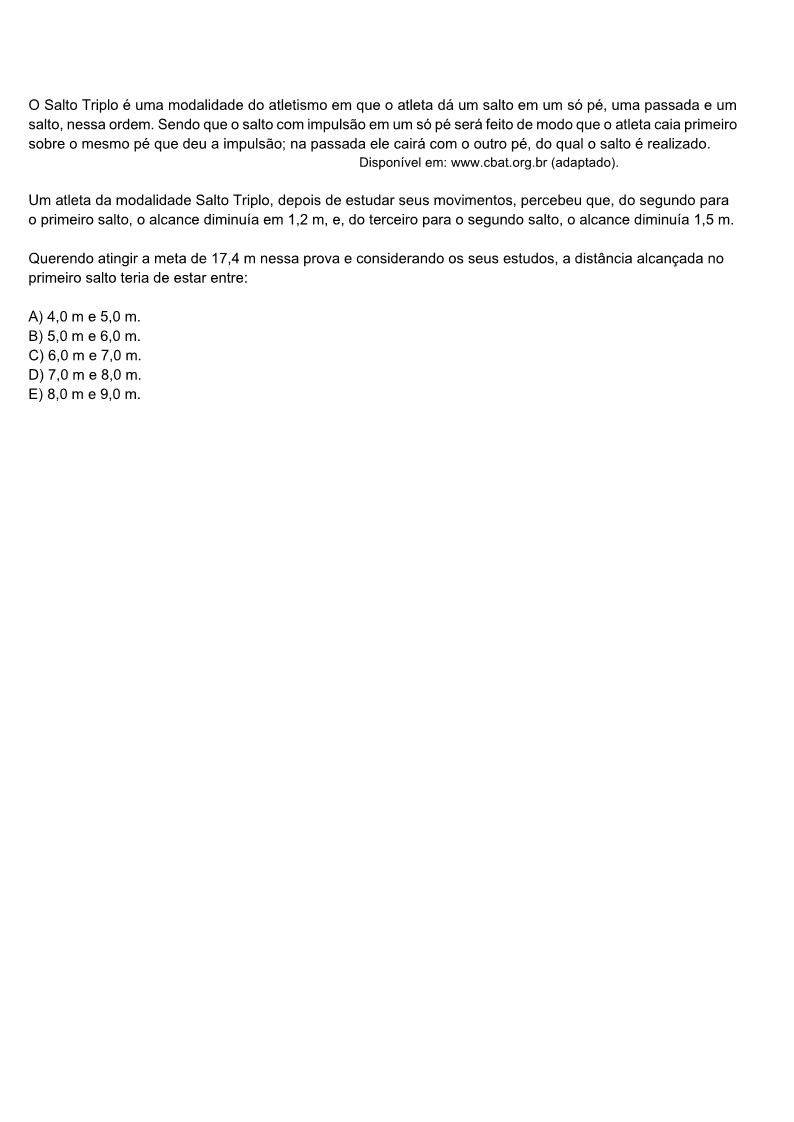 O Salto Triplo é uma modalidade do atletismo em que o atleta dá um salto em um só pé, uma passada e um
salto, nessa ordem. Sendo que o salto com impulsão em um só pé será feito de modo que o atleta caia primeiro
sobre o mesmo pé que deu a impulsão; na passada ele cairá com o outro pé, do qual o salto é realizado.
Disponível em: www.cbat.org.br (adaptado).
Um atleta da modalidade Salto Triplo, depois de estudar seus movimentos, percebeu que, do segundo para
o primeiro salto, o alcance diminuía em 1,2 m, e, do terceiro para o segundo salto, o alcance diminuía 1,5 m.
Querendo atingir a meta de 17,4 m nessa prova e considerando os seus estudos, a distância alcançada no
primeiro salto teria de estar entre:
A) 4,0 m e 5,0 m.
B) 5,0 m e 6,0 m.
C) 6,0 m e 7,0 m.
D) 7,0 m e 8,0 m.
E) 8,0 m e 9,0 m.